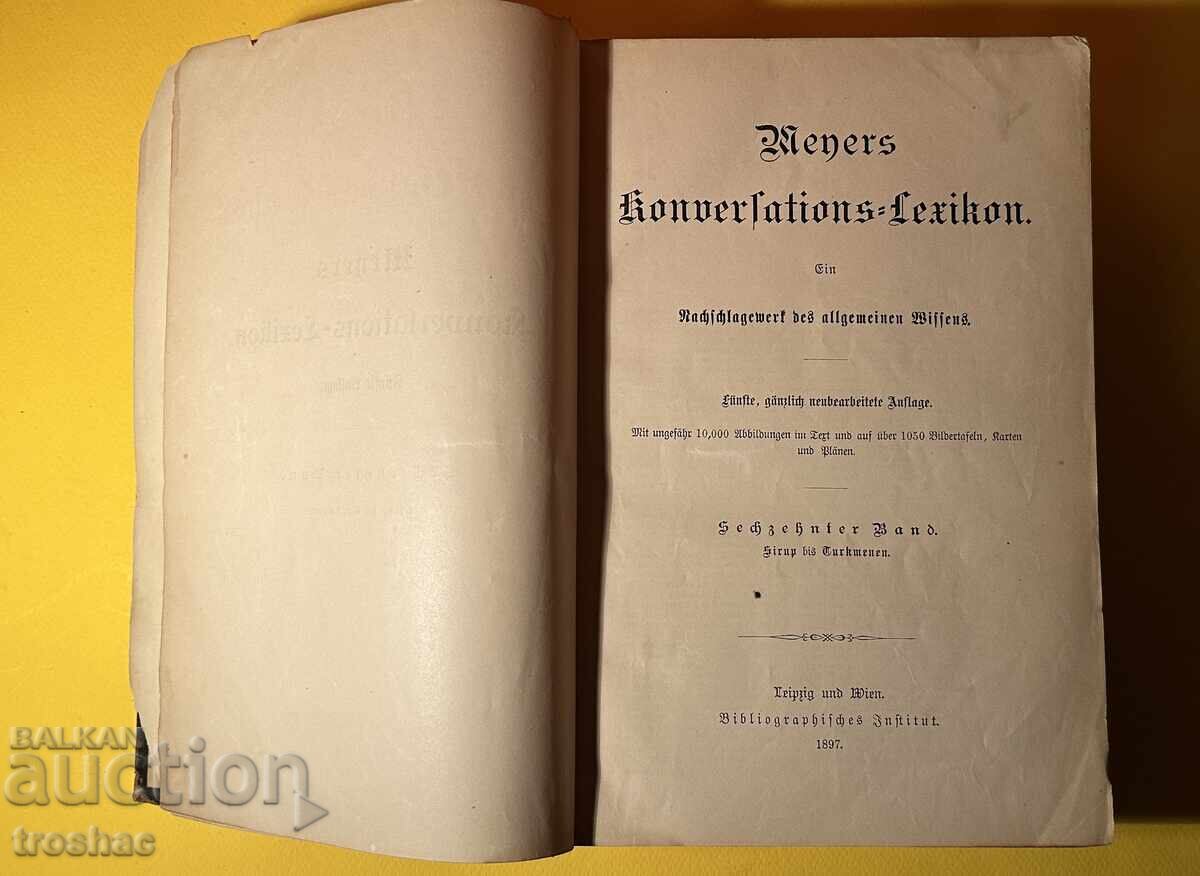 Meyers
Konversations-Lexikon.
Ein
Nachschlagewerk des allgemeinen Wissens.
Fünfte, gänzlich neubearbeitete Auflage.
Mit ungefähr 10,000 Abbildungen im Text und auf über 1050 Bildertafeln, Karten
und Plänen.
Sechzehnter Band.
Sirup bis Turkmenen.
Leipzig und Wien.
Bibliographisches Institut.
1897.
BALKAN
auction
troshac